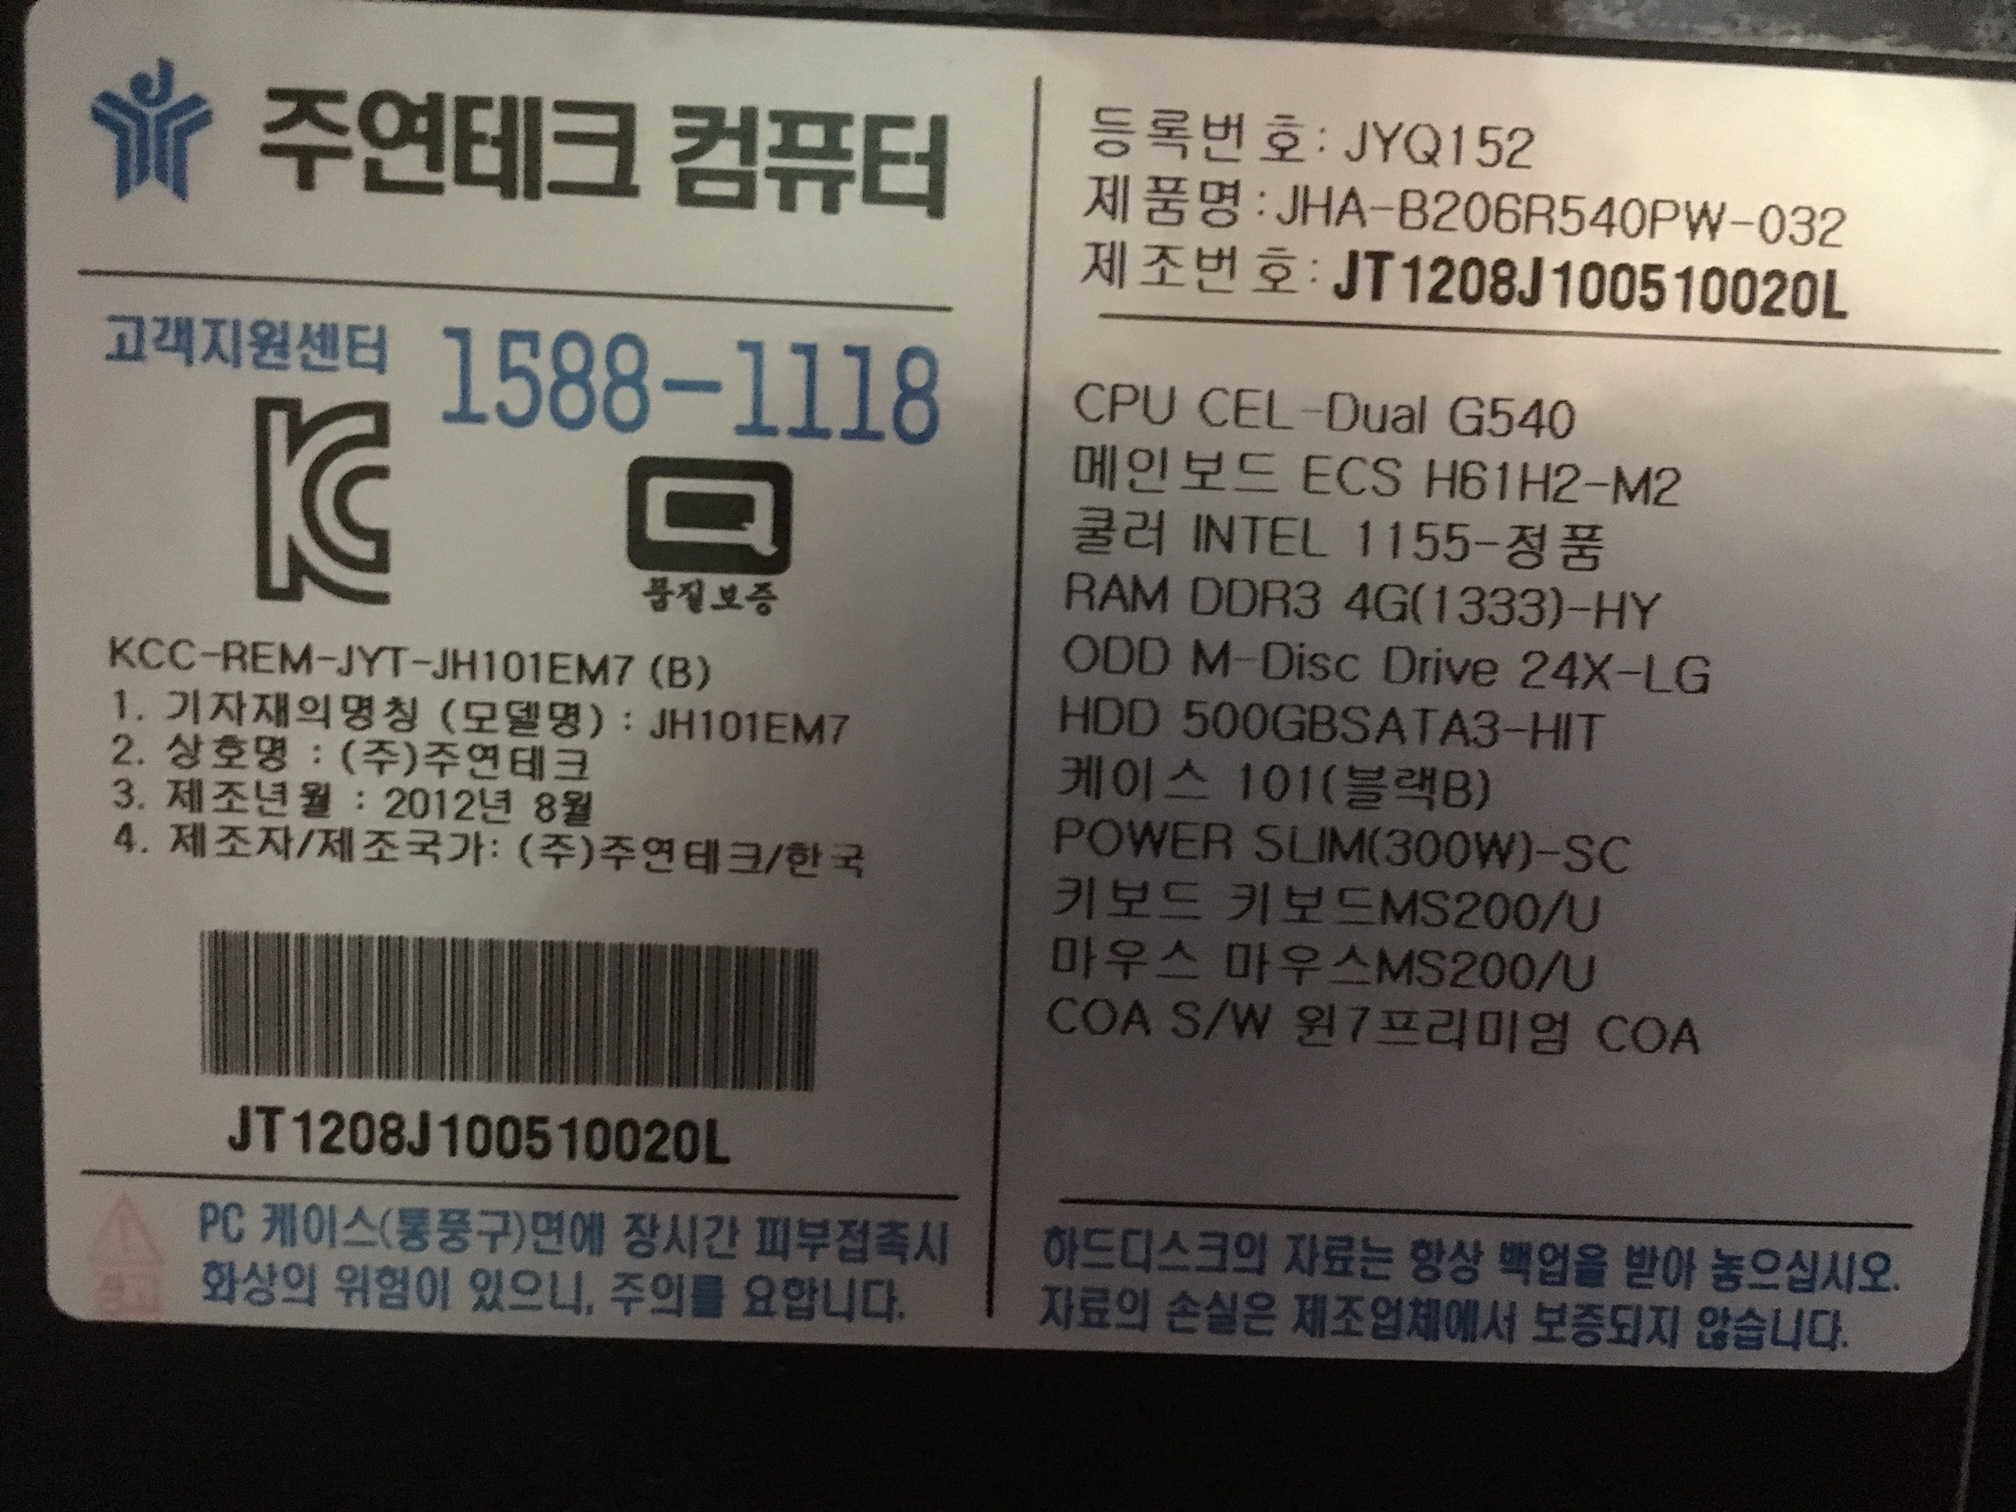 주연테크 컴퓨터
고객지원센터 1588-1118
품질보증
KCC-REM-JYT-JH101EM7 (B)
1. 기자재의명칭 (모델명) : JH101EM7
2. 상호명 : (주)주연테크
3. 제조년월 : 2012년 8월
4. 제조자/제조국가: (주)주연테크/한국
JT1208J100510020L
경고
PC 케이스(통풍구)면에 장시간 피부접촉시
화상의 위험이 있으니, 주의를 요합니다.
등록번호: JYQ152
제품명:JHA-B206R540PW-032
제조번호: JT1208J100510020L
CPU CEL-Dual G540
메인보드 ECS H61H2-M2
쿨러 INTEL 1155-정품
RAM DDR3 4G(1333)-HY
ODD M-Disc Drive 24X-LG
HDD 500GBSATA3-HIT
케이스 101(블랙B)
POWER SLIM(300W)-SC
키보드 키보드MS200/U
마우스 마우스MS200/U
COA S/W 윈7프리미엄 COA
하드디스크의 자료는 항상 백업을 받아 놓으십시오.
자료의 손실은 제조업체에서 보증되지 않습니다.